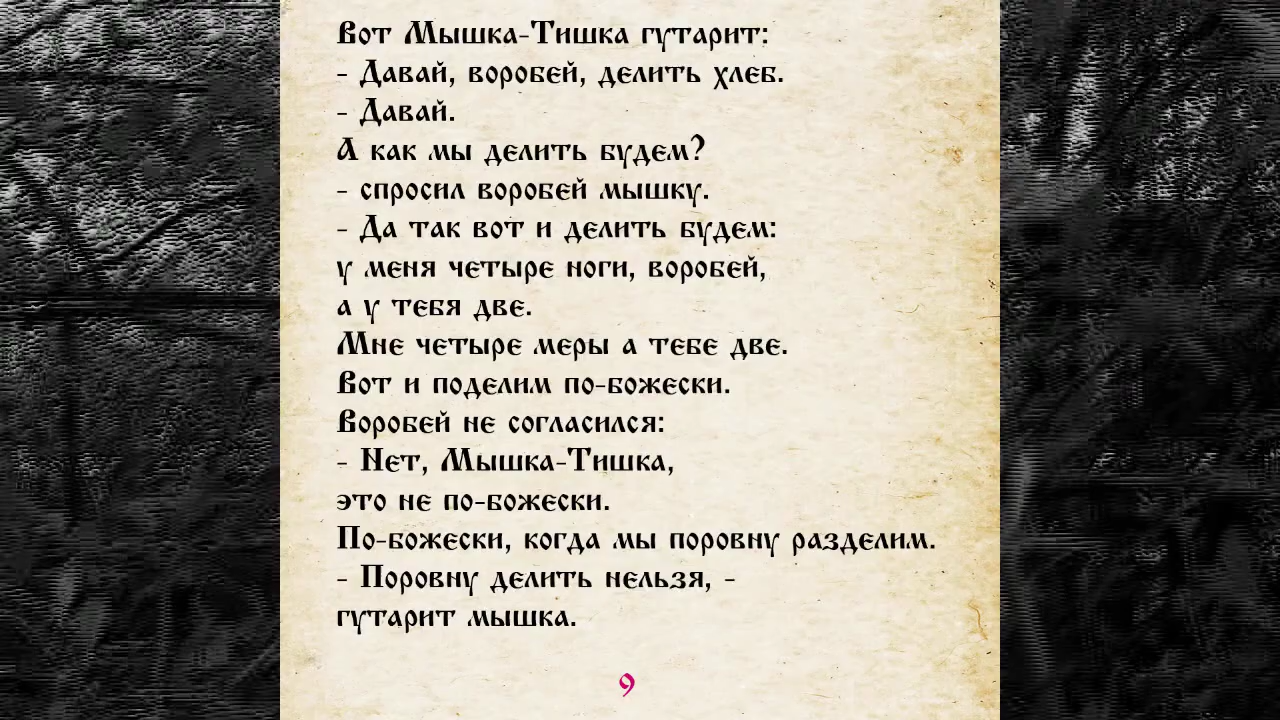 Вот Мышка-Тишка гутарит:
- Давай, воробей, делить хлеб.
- Давай.
А как мы делить будем?
- спросил воробей мышку.
- Да так вот и делить будем:
у меня четыре ноги, воробей,
а у тебя две.
Мне четыре меры а тебе две.
Вот и поделим по-божески.
Воробей не согласился:
- Нет, Мышка-Тишка,
это не по-божески.
По-божески, когда мы поровну разделим.
- Поровну делить нельзя, -
гутарит мышка.
9